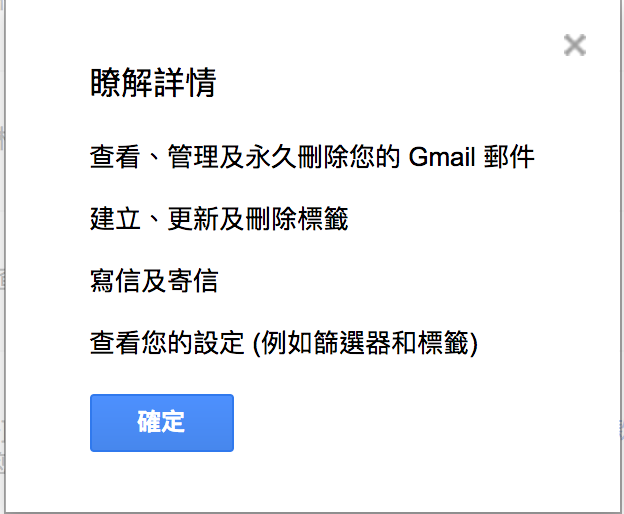 瞭解詳情
查看、管理及永久刪除您的 Gmail 郵件
建立、更新及刪除標籤
寫信及寄信
查看您的設定 (例如篩選器和標籤)
確定